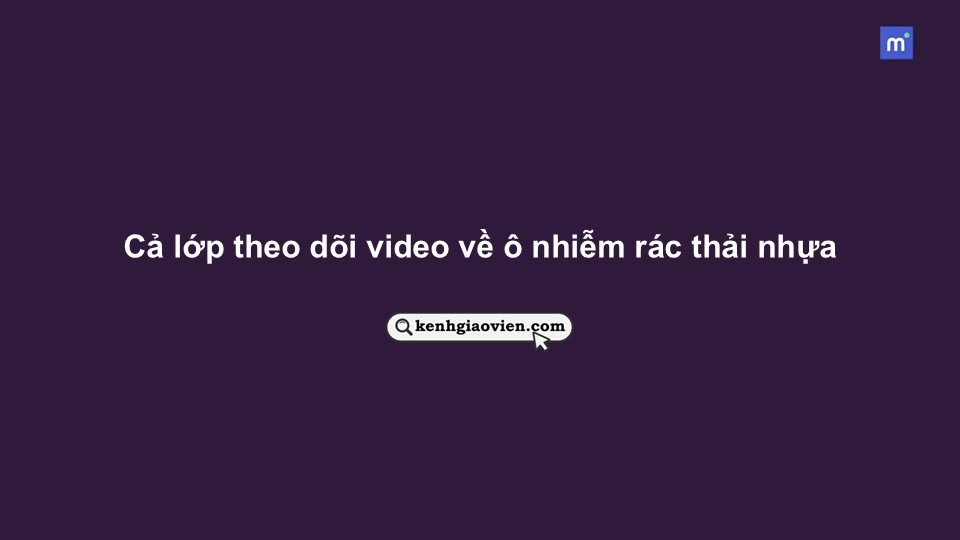 m
Cả lớp theo dõi video về ô nhiễm rác thải nhựa
kenhgiaovien.com